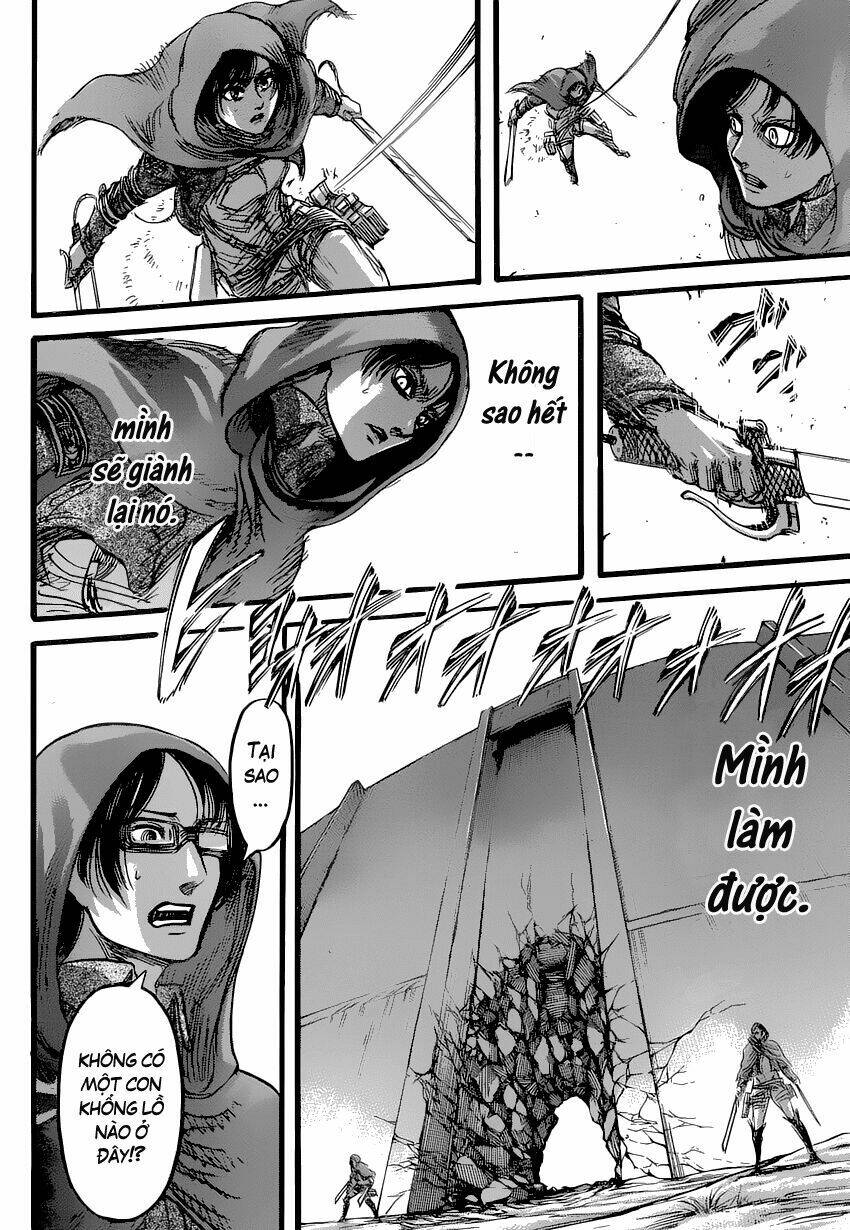 Không
sao hết
--
mình
sẽ giành
lại nó.
Mình
làm
được.
TẠI
SAO
...
KHÔNG CÓ
MỘT CON
KHỔNG LỒ
NÀO Ở
ĐÂY!?